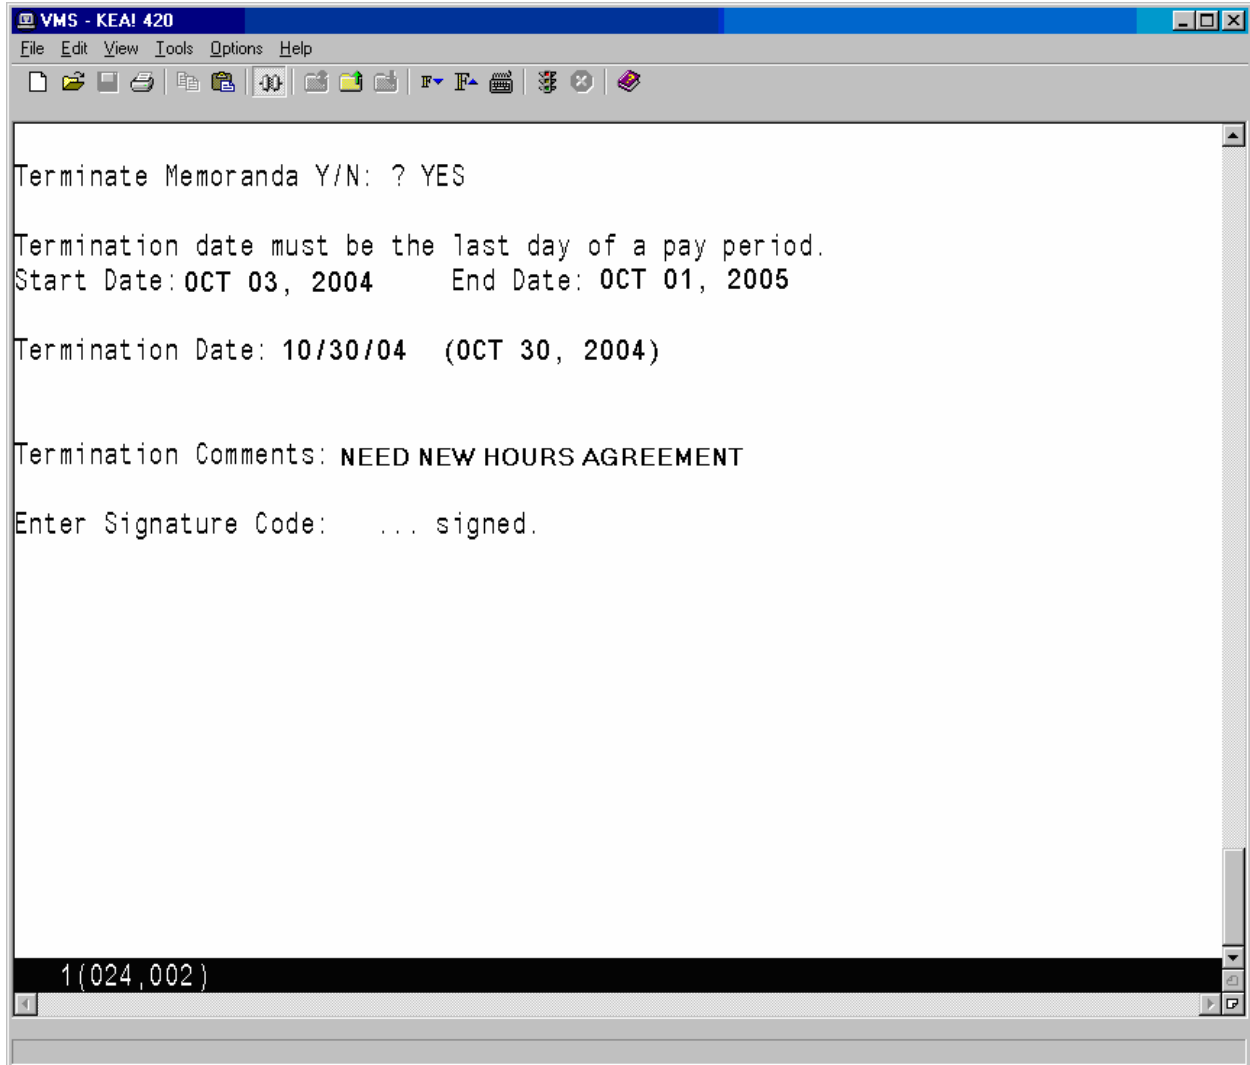 VMS - KEA! 420
File Edit View Tools Options Help
Terminate Memoranda Y/N: ? YES
Termination date must be the last day of a pay period.
Start Date: OCT 03, 2004 End Date: OCT 01, 2005
Termination Date: 10/30/04 (OCT 30, 2004)
Termination Comments: NEED NEW HOURS AGREEMENT
Enter Signature Code: ... signed.
1(024,002)